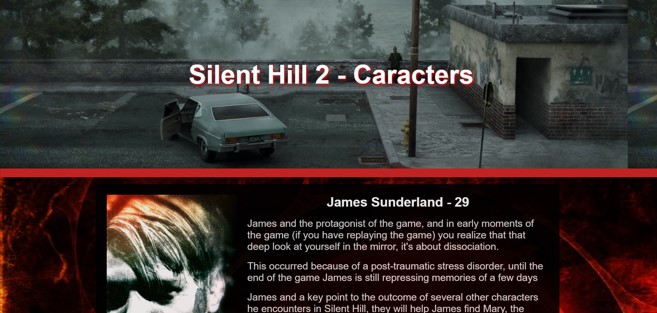 Silent Hill 2 - Caracters
James Sunderland - 29
James and the protagonist of the game, and in early moments of
the game (if you have replaying the game) you realize that that
deep look at yourself in the mirror, it's about dissociation.
This occurred because of a post-traumatic stress disorder, until the
end of the game James is still repressing memories of a few days
James and a key point to the outcome of several other characters
he encounters in Silent Hill, they will help James find Mary, the